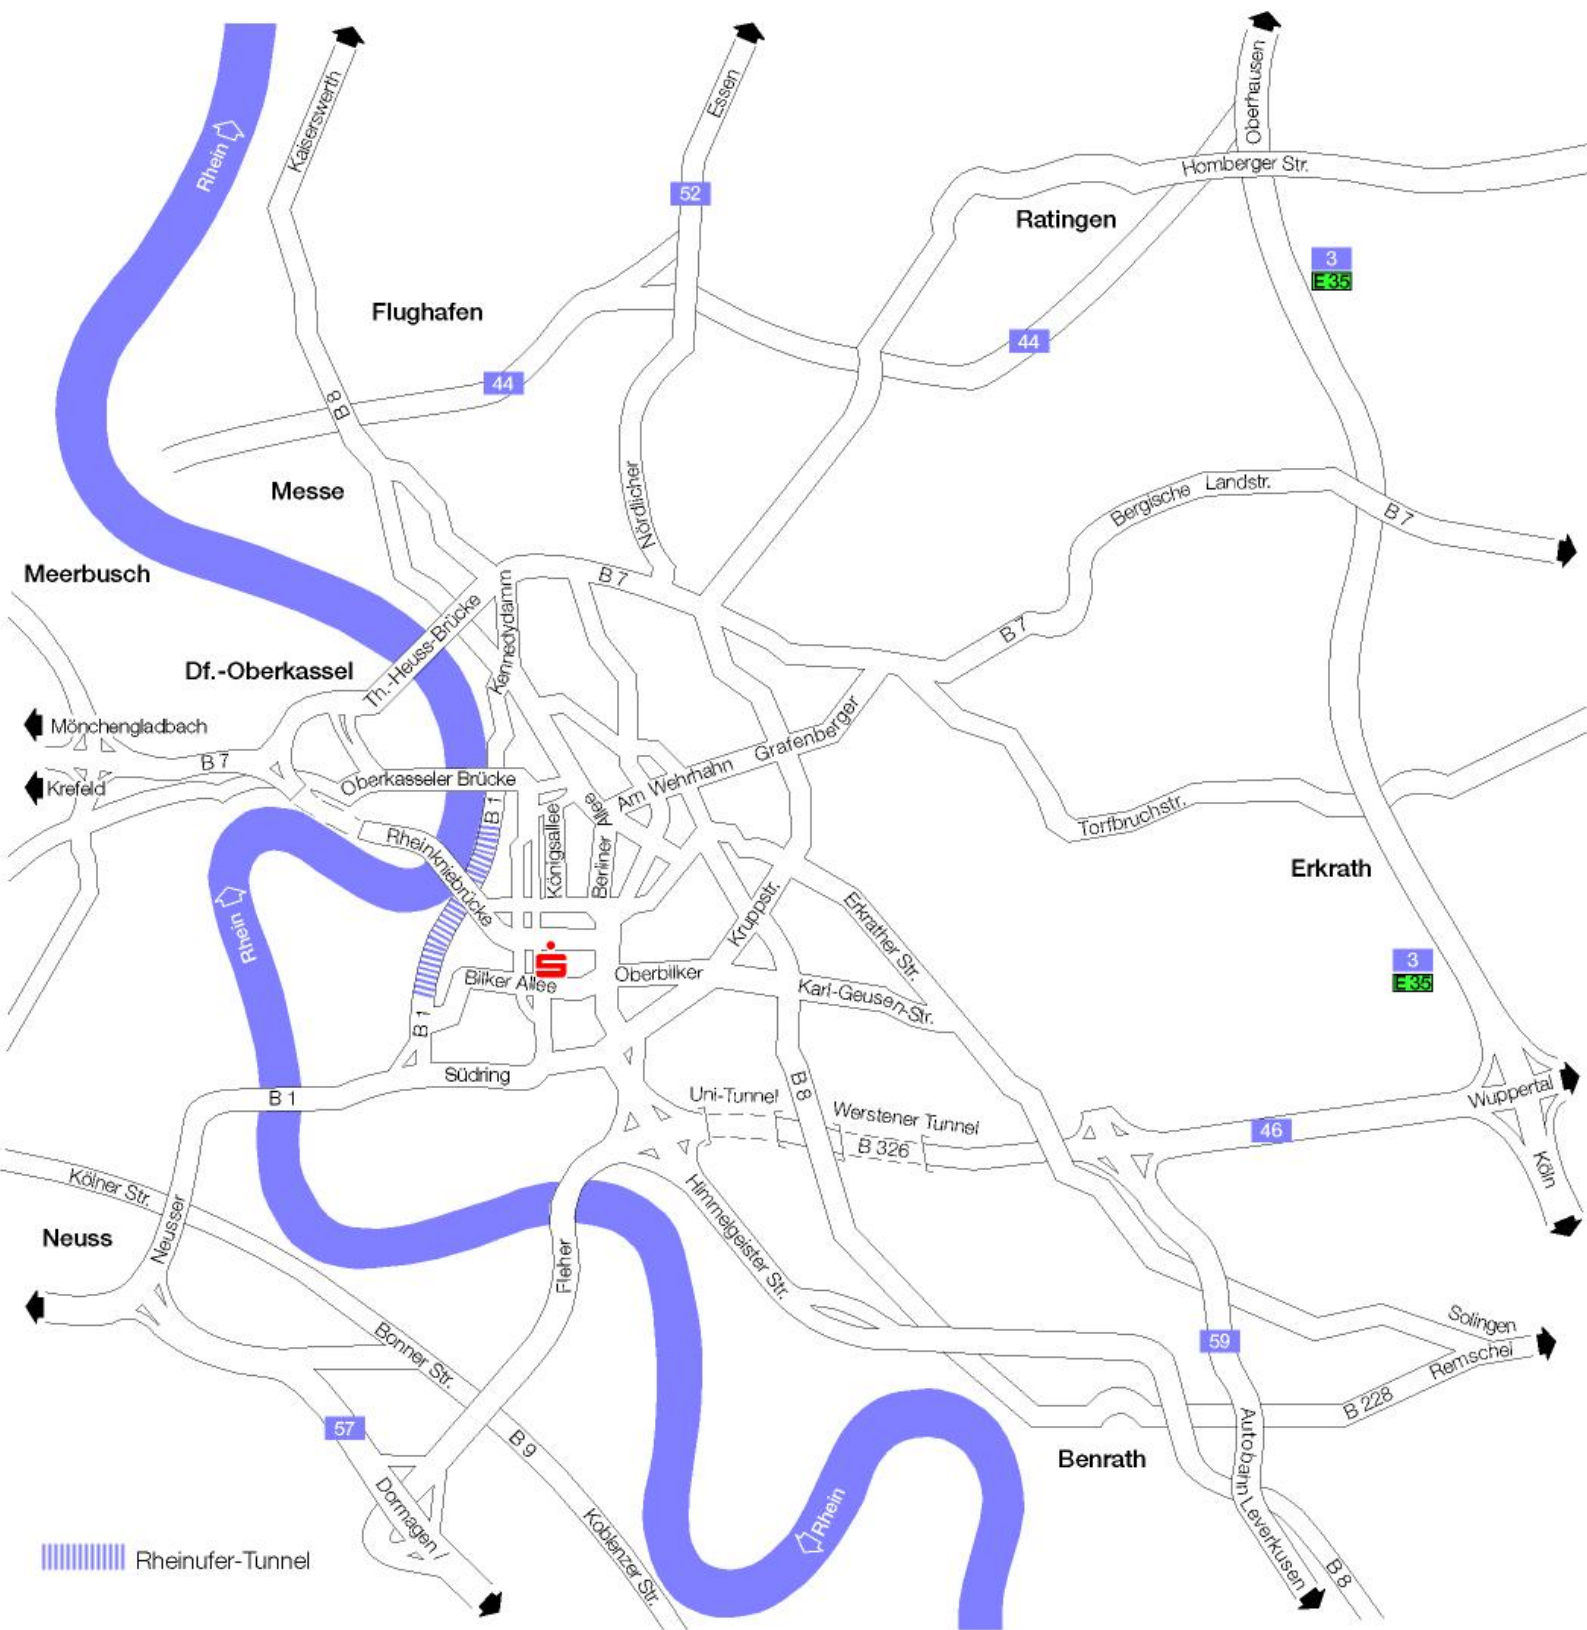 Oberhausen
Essen
Kaiserswerth
Rhein
Homberger Str.
52
Ratingen
3
E 35
Flughafen
44
44
B 8
Messe
Nördlicher
Bergische Landstr.
B 7
Meerbusch
B 7
Kennedydamm
Th.-Heuss-Brücke
B 7
Df.-Oberkassel
Mönchengladbach
B 7
Krefeld
Oberkasseler Brücke
Am Wehrhahn
Grafenberger
B 1
Königsallee
Berliner Allee
Torfbruchstr.
Rheinkniebrücke
Erkrath
Rhein
Kruppstr.
Erkrather Str.
S
3
E 35
Bilker Allee
Oberbilker
Karl-Geusen-Str.
B 1
Südring
B 1
Uni-Tunnel
B 8
Werstener Tunnel
B 326
46
Wuppertal
Köln
Kölner Str.
Neusser
Neuss
Himmelgeister Str.
Fleher
Bonner Str.
59
Solingen
Remscheid
B 228
57
B 9
Benrath
Autobahn Leverkusen
Dormagen /
Koblenzer Str.
Rhein
B 8
Rheinufer-Tunnel